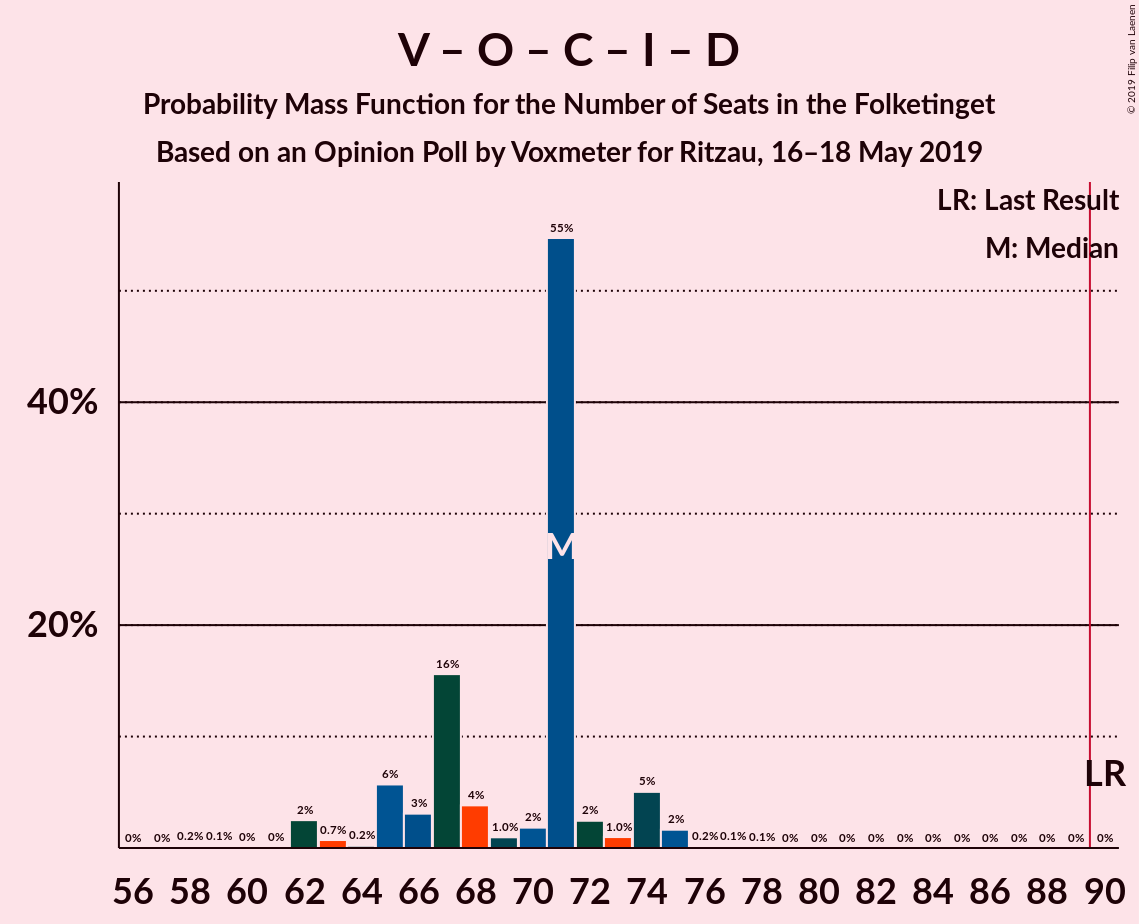 V – O – C – I – D
Probability Mass Function for the Number of Seats in the Folketinget
Based on an Opinion Poll by Voxmeter for Ritzau, 16–18 May 2019
© 2019 Filip van Laenen
LR: Last Result
M: Median
55%
40%
M
20%
16%
LR
6%
5%
4%
3%
2%
2%
2%
2%
0% 0% 0.2% 0.1% 0% 0% 0.7% 0.2% 1.0% 1.0% 0.2% 0.1% 0.1% 0% 0% 0% 0% 0% 0% 0% 0% 0% 0% 0% 0%
56 58 60 62 64 66 68 70 72 74 76 78 80 82 84 86 88 90